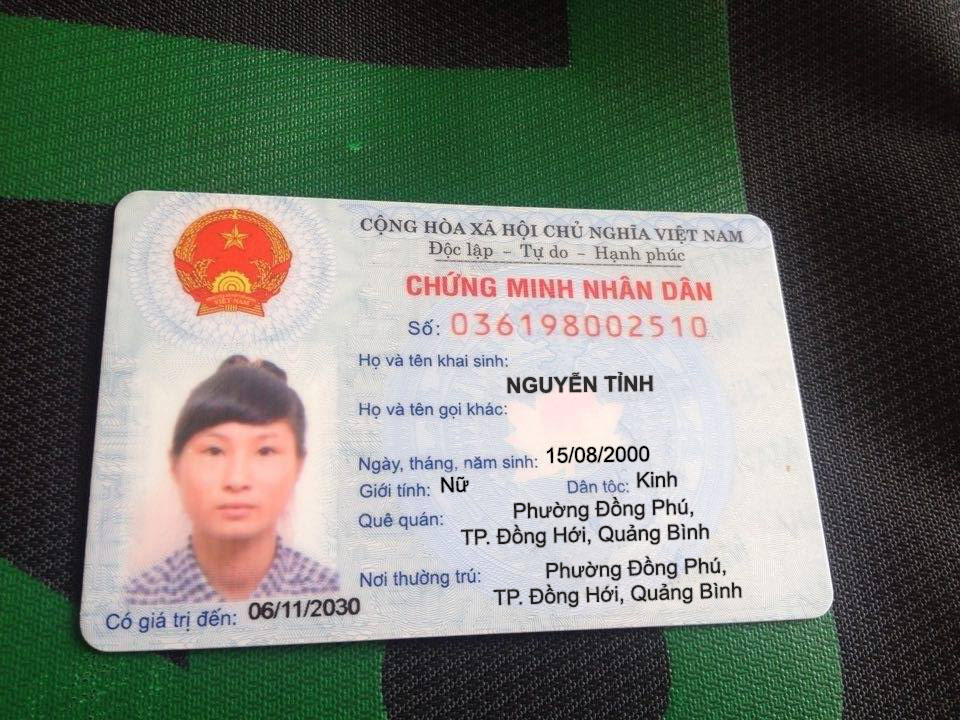 CỘNG HÒA XÃ HỘI CHỦ NGHĨA VIỆT NAM
Độc lập – Tự do – Hạnh phúc
CHỨNG MINH NHÂN DÂN
Số: 036198002510
Họ và tên khai sinh:
NGUYỄN TỈNH
Họ và tên gọi khác:
Ngày, tháng, năm sinh: 15/08/2000
Giới tính: Nữ Dân tộc: Kinh
Quê quán: Phường Đồng Phú,
TP. Đồng Hới, Quảng Bình
Nơi thường trú: Phường Đồng Phú,
TP. Đồng Hới, Quảng Bình
Có giá trị đến: 06/11/2030
VIỆT NAM